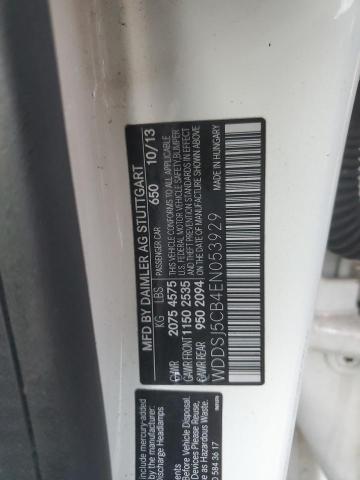 MFD BY DAIMLER AG STUTTGART
PASSENGER CAR 650 10/13
KG LBS
GVWR 2075 4575
GAWR FRONT 1150 2535
GAWR REAR 950 2094
THIS VEHICLE CONFORMS TO ALL APPLICABLE
U.S. FEDERAL MOTOR VEHICLE SAFETY, BUMPER,
AND THEFT PREVENTION STANDARDS IN EFFECT
ON THE DATE OF MANUFACTURE SHOWN ABOVE
WDDSJ5CB4EN053929
MADE IN HUNGARY
include mercury-added
by the manufacturer:
Discharge Headlamps
Before Vehicle Disposal.
Devices Please Reuse,
as Hazardous Waste.
0 584 36 17